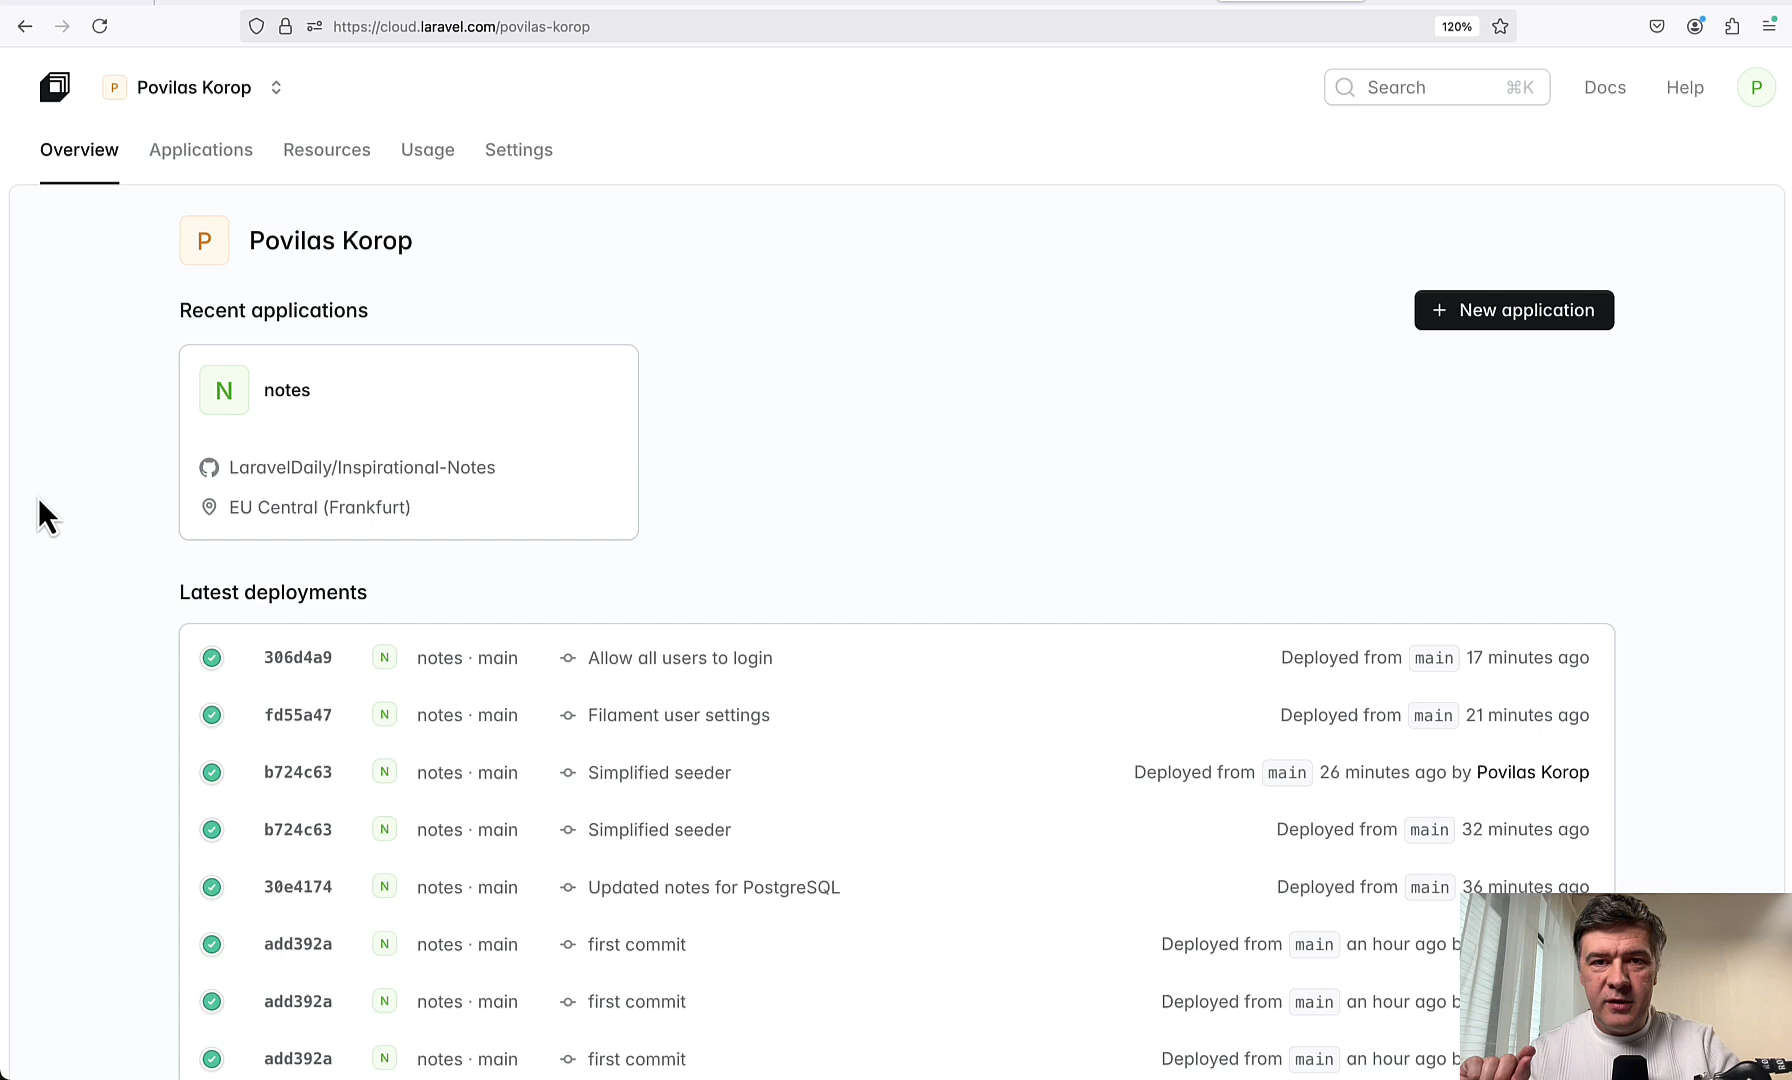 https://cloud.laravel.com/povilas-korop
120%
P Povilas Korop
Search ⌘K
Docs
Help
P
Overview
Applications
Resources
Usage
Settings
P Povilas Korop
Recent applications
+ New application
N notes
LaravelDaily/Inspirational-Notes
EU Central (Frankfurt)
Latest deployments
306d4a9 N notes · main Allow all users to login Deployed from main 17 minutes ago
fd55a47 N notes · main Filament user settings Deployed from main 21 minutes ago
b724c63 N notes · main Simplified seeder Deployed from main 26 minutes ago by Povilas Korop
b724c63 N notes · main Simplified seeder Deployed from main 32 minutes ago
30e4174 N notes · main Updated notes for PostgreSQL Deployed from main 36 minutes ago
add392a N notes · main first commit Deployed from main an hour ago
add392a N notes · main first commit Deployed from main an hour ago
add392a N notes · main first commit Deployed from main an hour ago